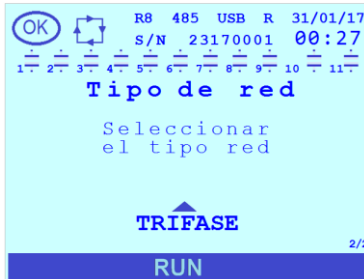 OK R8 485 USB R 31/01/17
S/N 23170001 00:27
1 2 3 4 5 6 7 8 9 10 11
Tipo de red
Seleccionar
el tipo red
TRIFASE
2/2
RUN